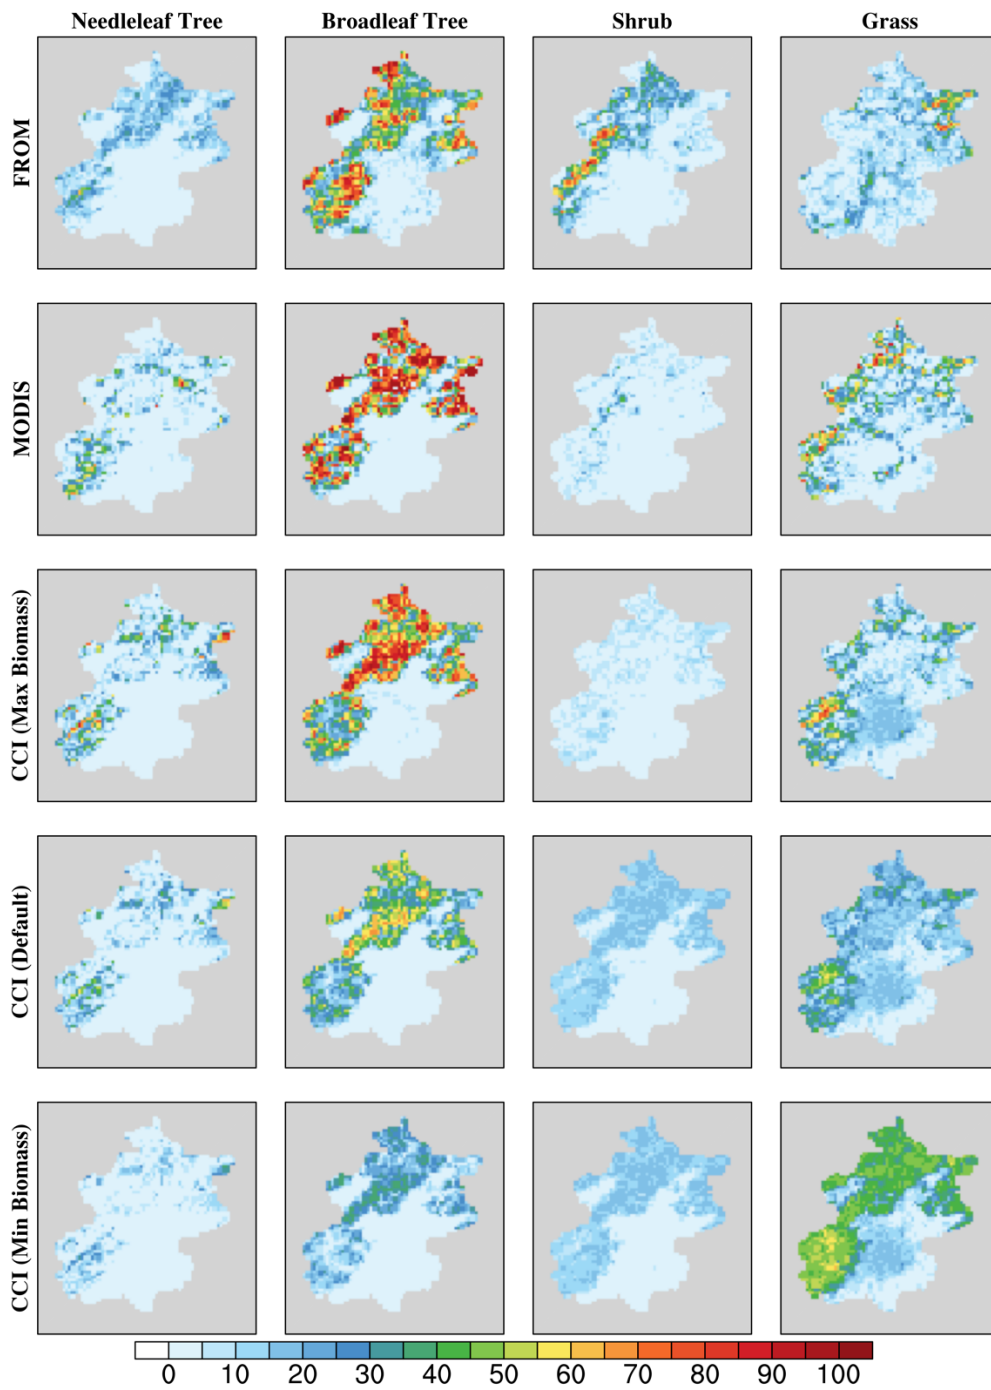 Needleleaf Tree Broadleaf Tree Shrub Grass
FROM
MODIS
CCI (Max Biomass)
CCI (Default)
CCI (Min Biomass)
0 10 20 30 40 50 60 70 80 90 100